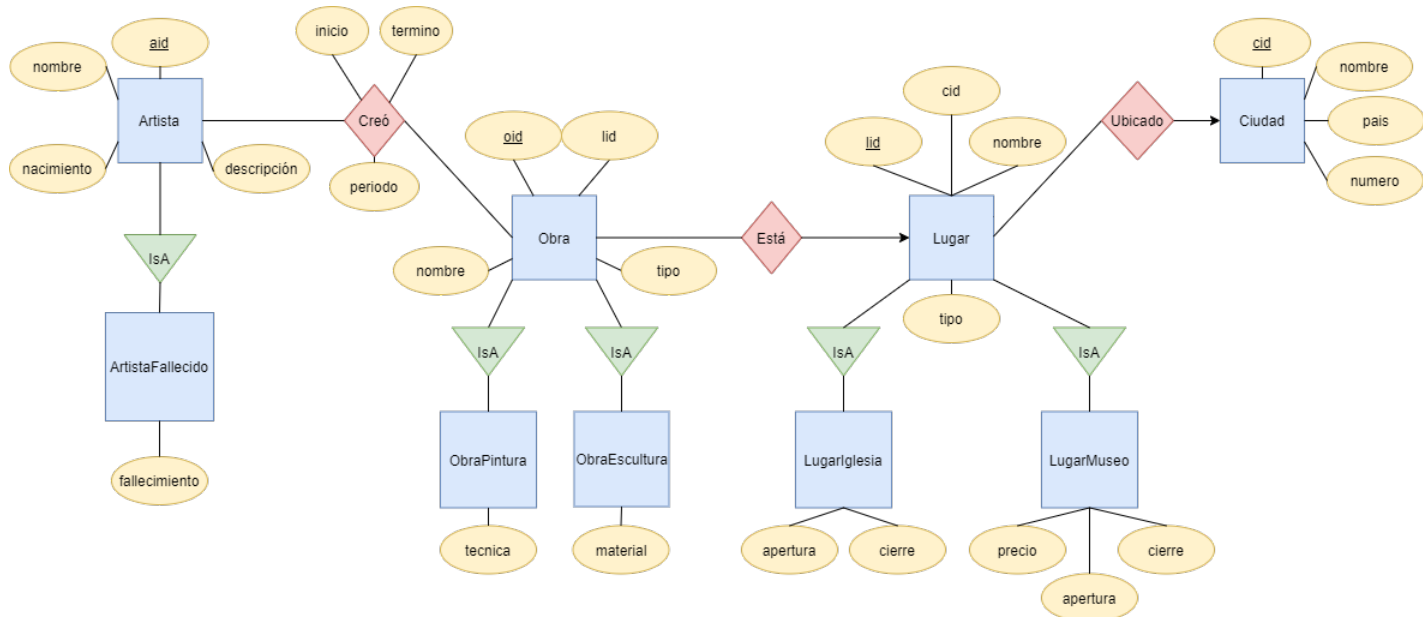 aid
inicio
termino
cid
nombre
nombre
cid
Artista
Creó
oid
lid
lid
nombre
Ubicado
Ciudad
pais
nacimiento
descripción
periodo
numero
Obra
Está
Lugar
IsA
nombre
tipo
tipo
ArtistaFallecido
IsA
IsA
IsA
IsA
ObraPintura
ObraEscultura
LugarIglesia
LugarMuseo
fallecimiento
tecnica
material
apertura
cierre
precio
cierre
apertura